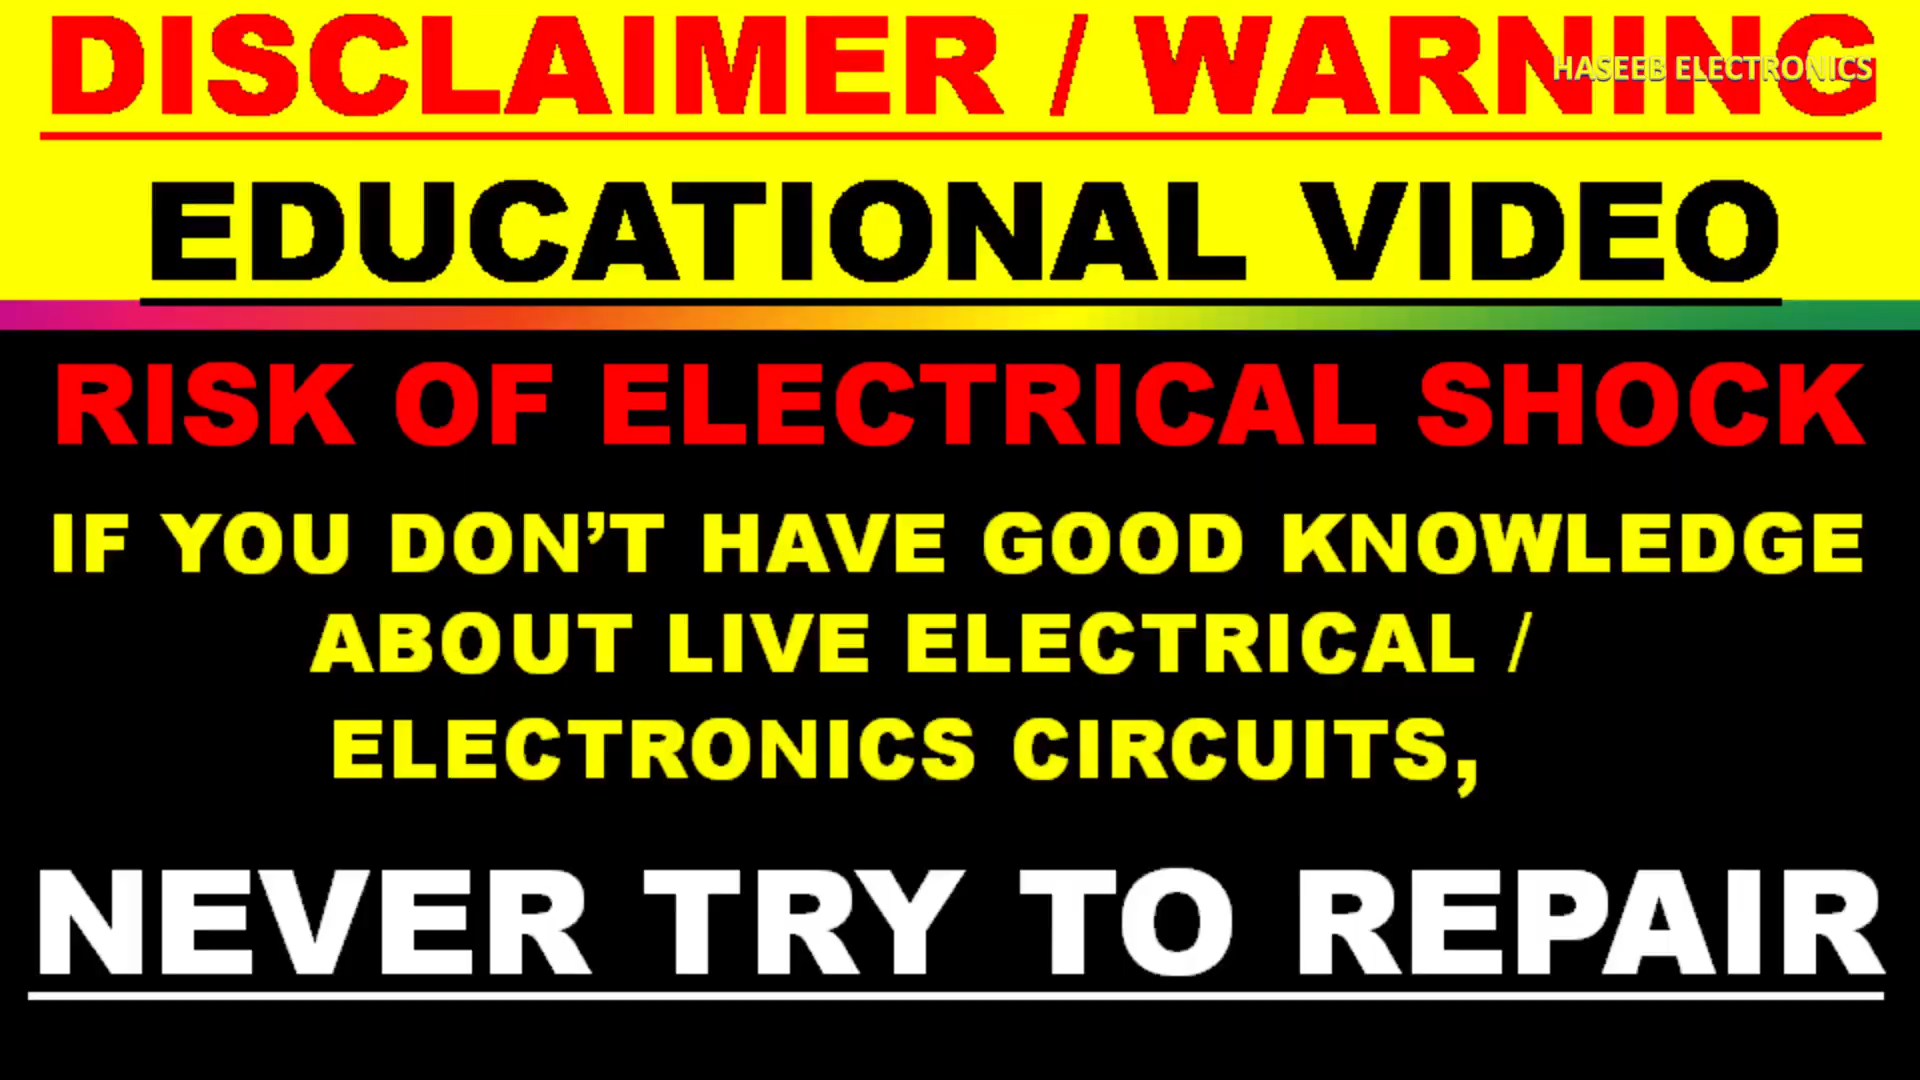 DISCLAIMER / WARNING
HASEEB ELECTRONICS
EDUCATIONAL VIDEO
RISK OF ELECTRICAL SHOCK
IF YOU DON’T HAVE GOOD KNOWLEDGE
ABOUT LIVE ELECTRICAL /
ELECTRONICS CIRCUITS,
NEVER TRY TO REPAIR